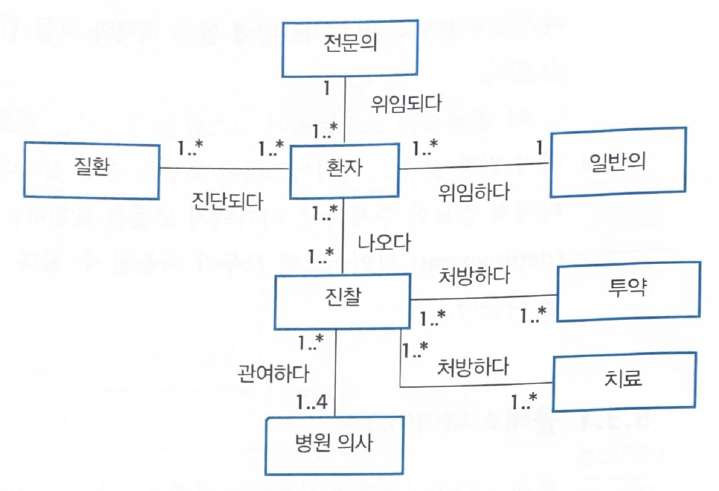 전문의
1
위임되다
1..*
질환
1..*
1..*
환자
1..*
1
일반의
진단되다
위임하다
1..*
나오다
1..*
진찰
처방하다
투약
1..*
1..*
1..*
1..*
관여하다
처방하다
치료
1..4
1..*
병원 의사